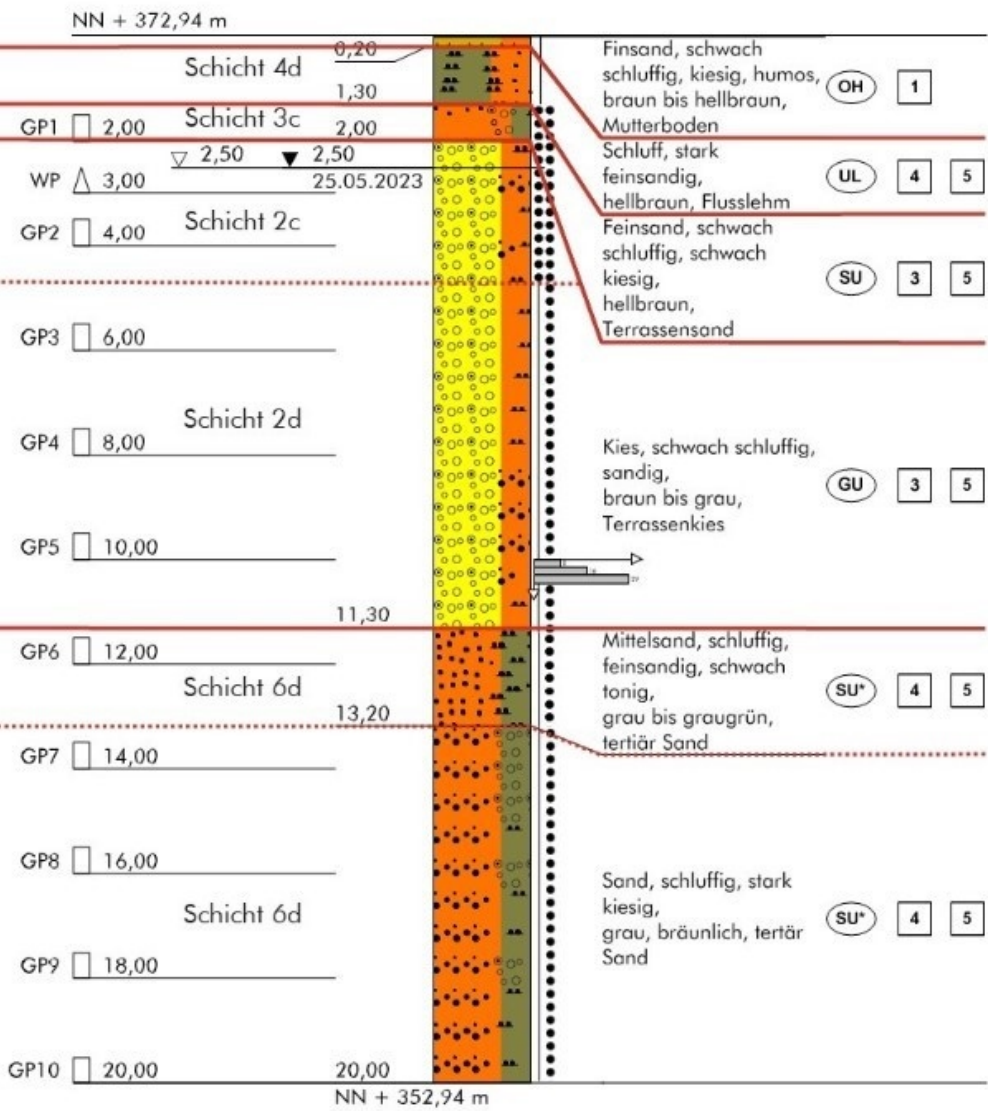 NN + 372,94 m
0,20
Schicht 4d
1,30
Finsand, schwach
schluffig, kiesig, humos,
braun bis hellbraun,
Mutterboden
OH 1
GP1 2,00
Schicht 3c
2,00
2,50 2,50
25.05.2023
Schluff, stark
feinsandig,
hellbraun, Flusslehm
UL 4 5
WP 3,00
GP2 4,00
Schicht 2c
Feinsand, schwach
schluffig, schwach
kiesig,
hellbraun,
Terrassensand
SU 3 5
GP3 6,00
Schicht 2d
GP4 8,00
Kies, schwach schluffig,
sandig,
braun bis grau,
Terrassenkies
GU 3 5
GP5 10,00
11,30
GP6 12,00
Schicht 6d
13,20
Mittelsand, schluffig,
feinsandig, schwach
tonig,
grau bis graugrün,
tertiär Sand
SU* 4 5
GP7 14,00
GP8 16,00
Schicht 6d
Sand, schluffig, stark
kiesig,
grau, bräunlich, tertär
Sand
SU* 4 5
GP9 18,00
GP10 20,00
20,00
NN + 352,94 m